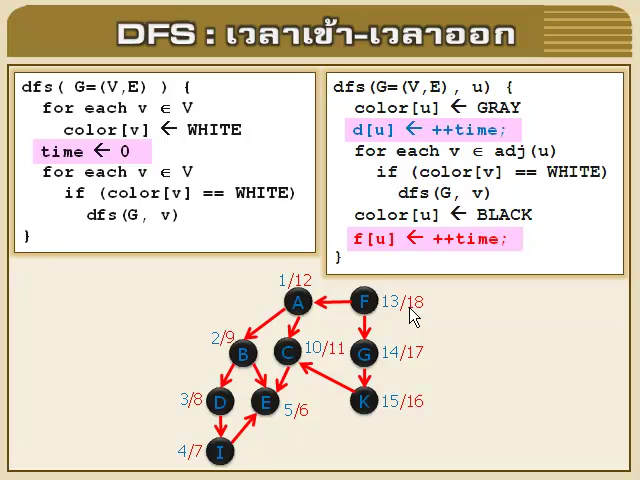 DFS : เวลาเข้า-เวลาออก
dfs( G=(V,E) ) {
for each v ∈ V
color[v] ← WHITE
time ← 0
for each v ∈ V
if (color[v] == WHITE)
dfs(G, v)
}
dfs(G=(V,E), u) {
color[u] ← GRAY
d[u] ← ++time;
for each v ∈ adj(u)
if (color[v] == WHITE)
dfs(G, v)
color[u] ← BLACK
f[u] ← ++time;
}
1/12
A F 13/18
2/9
B C 10/11 G 14/17
3/8 D E 5/6 K 15/16
4/7 I